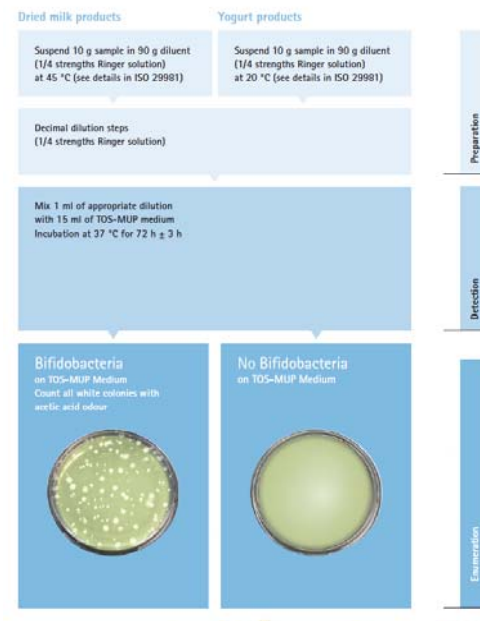 Dried milk products
Yogurt products
Suspend 10 g sample in 90 g diluent
(1/4 strengths Ringer solution)
at 45 °C (see details in ISO 29981)
Suspend 10 g sample in 90 g diluent
(1/4 strengths Ringer solution)
at 20 °C (see details in ISO 29981)
Decimal dilution steps
(1/4 strengths Ringer solution)
Preparation
Mix 1 ml of appropriate dilution
with 15 ml of TOS-MUP medium
Incubation at 37 °C for 72 h ± 3 h
Detection
Bifidobacteria
on TOS-MUP Medium
Count all white colonies with
acetic acid odour
No Bifidobacteria
on TOS-MUP Medium
Enumeration